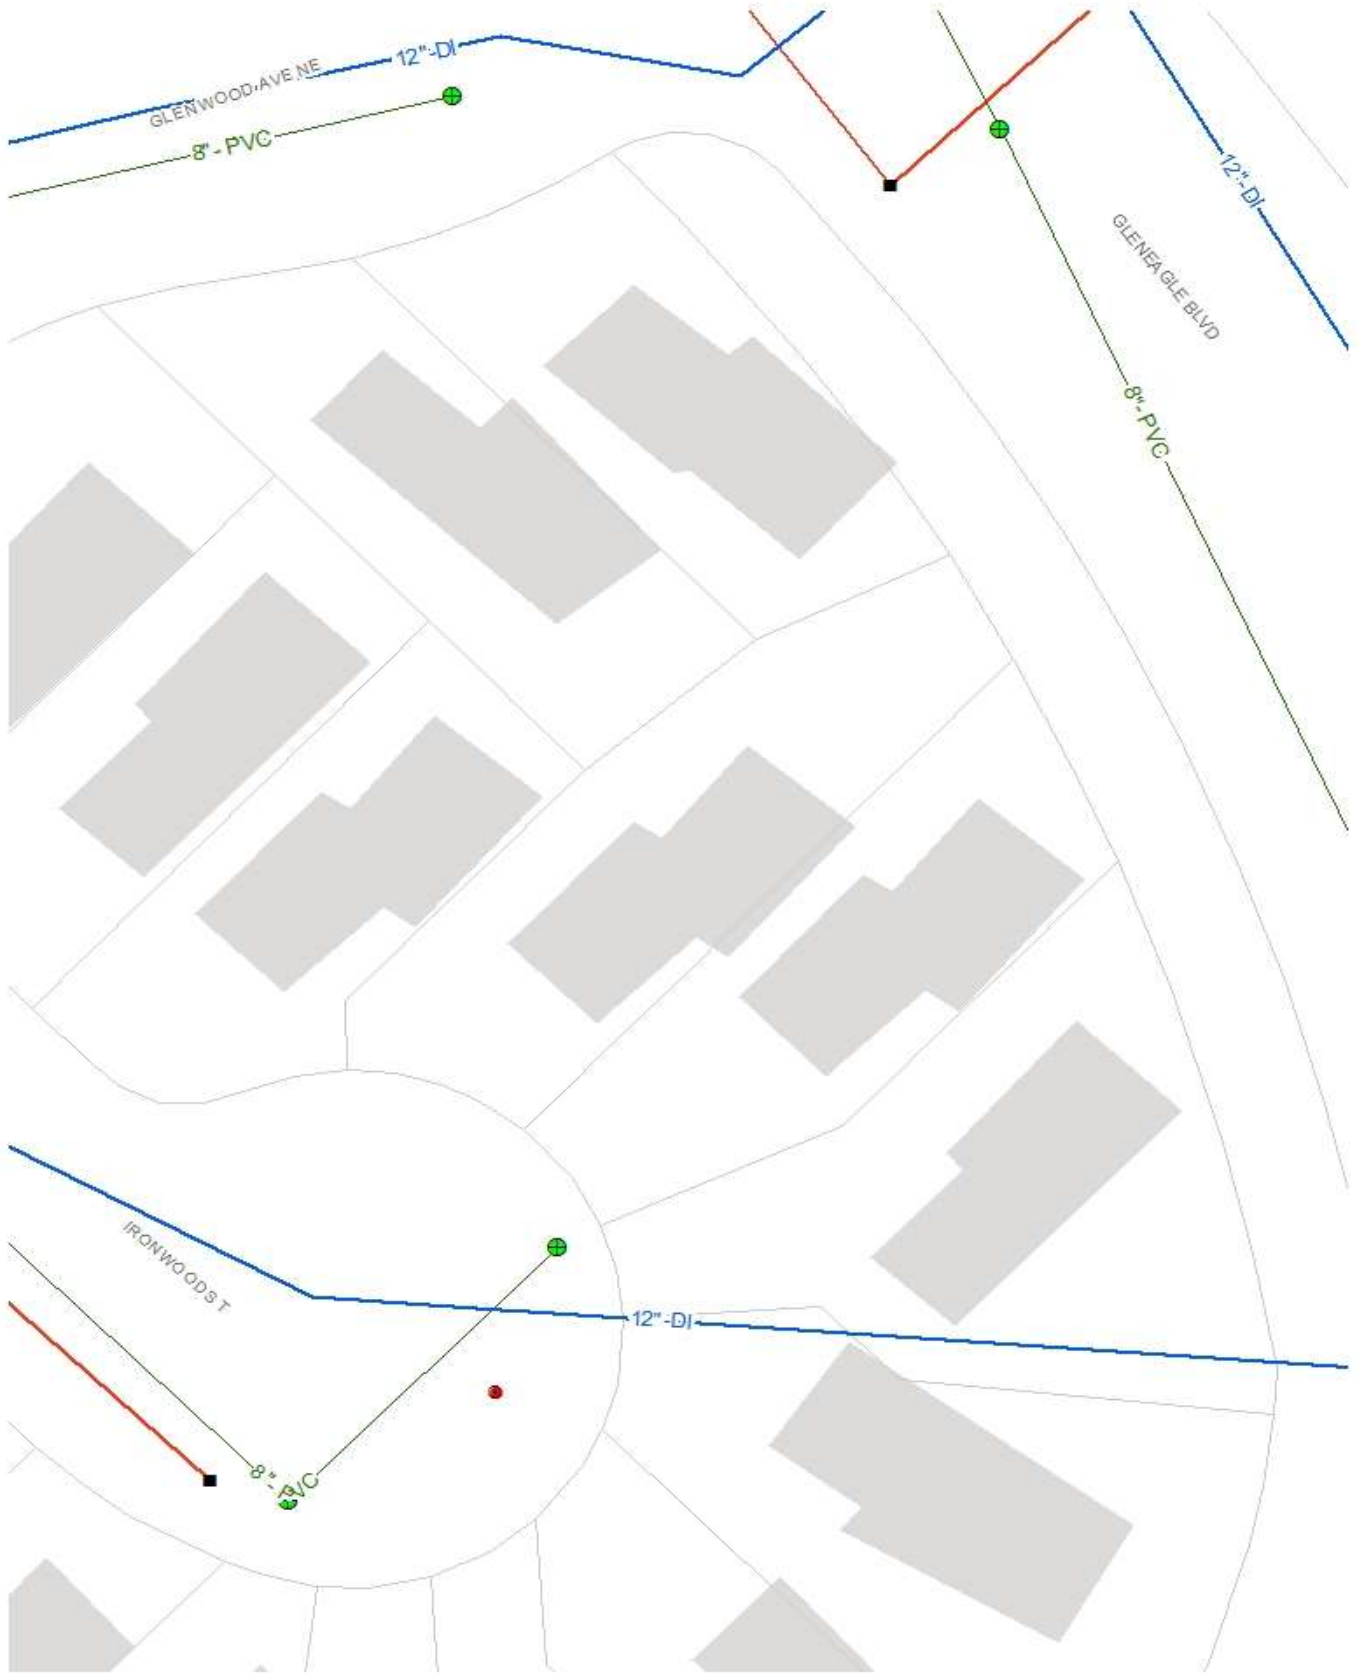 12"-DI
GLENWOOD AVE NE
8"- PVC
12"-DI
GLENEAGLE BLVD
8"- PVC
IRONWOOD ST
12"-DI
8"- PVC